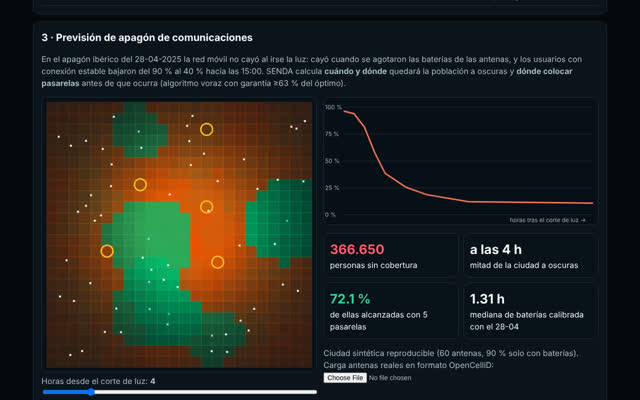 3 · Previsión de apagón de comunicaciones
En el apagón ibérico del 28-04-2025 la red móvil no cayó al irse la luz: cayó cuando se agotaron las baterías de las antenas, y los usuarios con
conexión estable bajaron del 90 % al 40 % hacia las 15:00. SENDA calcula cuándo y dónde quedará la población a oscuras y dónde colocar
pasarelas antes de que ocurra (algoritmo voraz con garantía ≥63 % del óptimo).
100 %
75 %
50 %
25 %
0 %
horas tras el corte de luz →
366.650
personas sin cobertura
a las 4 h
mitad de la ciudad a oscuras
72.1 %
de ellas alcanzadas con 5
pasarelas
1.31 h
mediana de baterías calibrada
con el 28-04
Ciudad sintética reproducible (60 antenas, 90 % solo con baterías).
Carga antenas reales en formato OpenCelliD:
Choose File No file chosen
Horas desde el corte de luz: 4